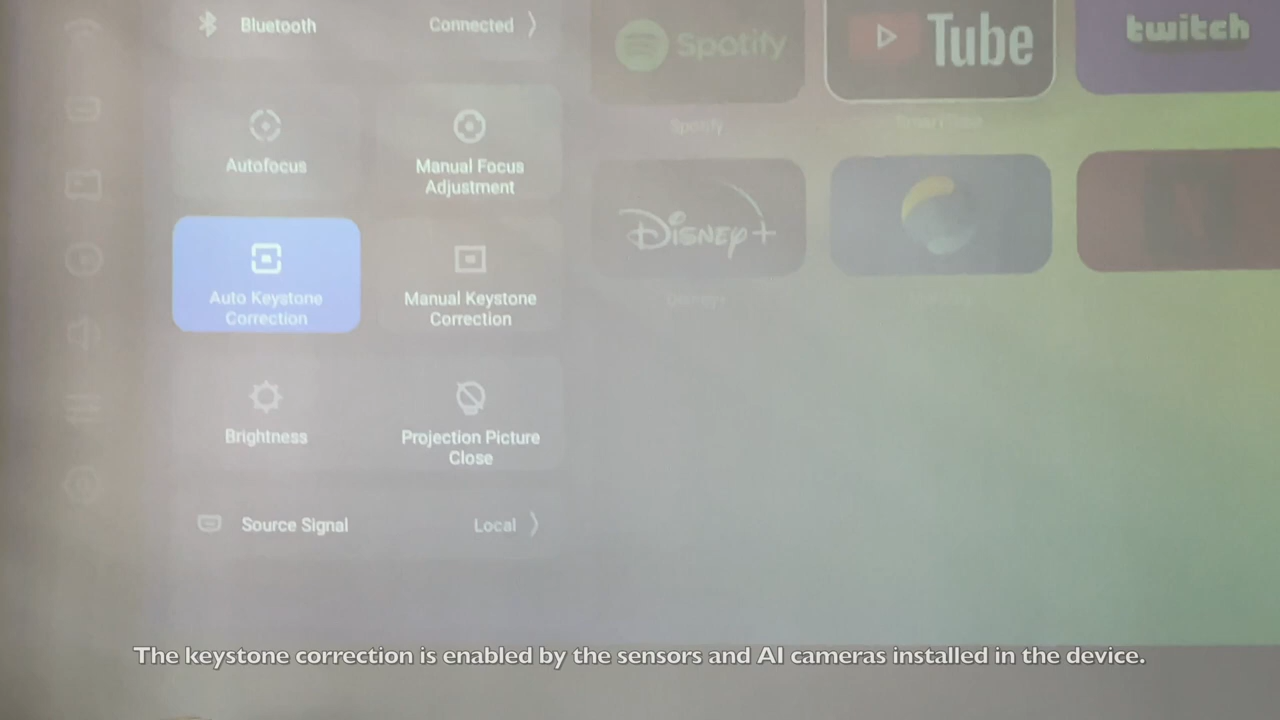 Bluetooth
Connected
Spotify
Tube
twitch
Spotify
Autofocus
Manual Focus
Adjustment
Disney+
Auto Keystone
Correction
Manual Keystone
Correction
Disney+
Brightness
Projection Picture
Close
Source Signal
Local
The keystone correction is enabled by the sensors and AI cameras installed in the device.